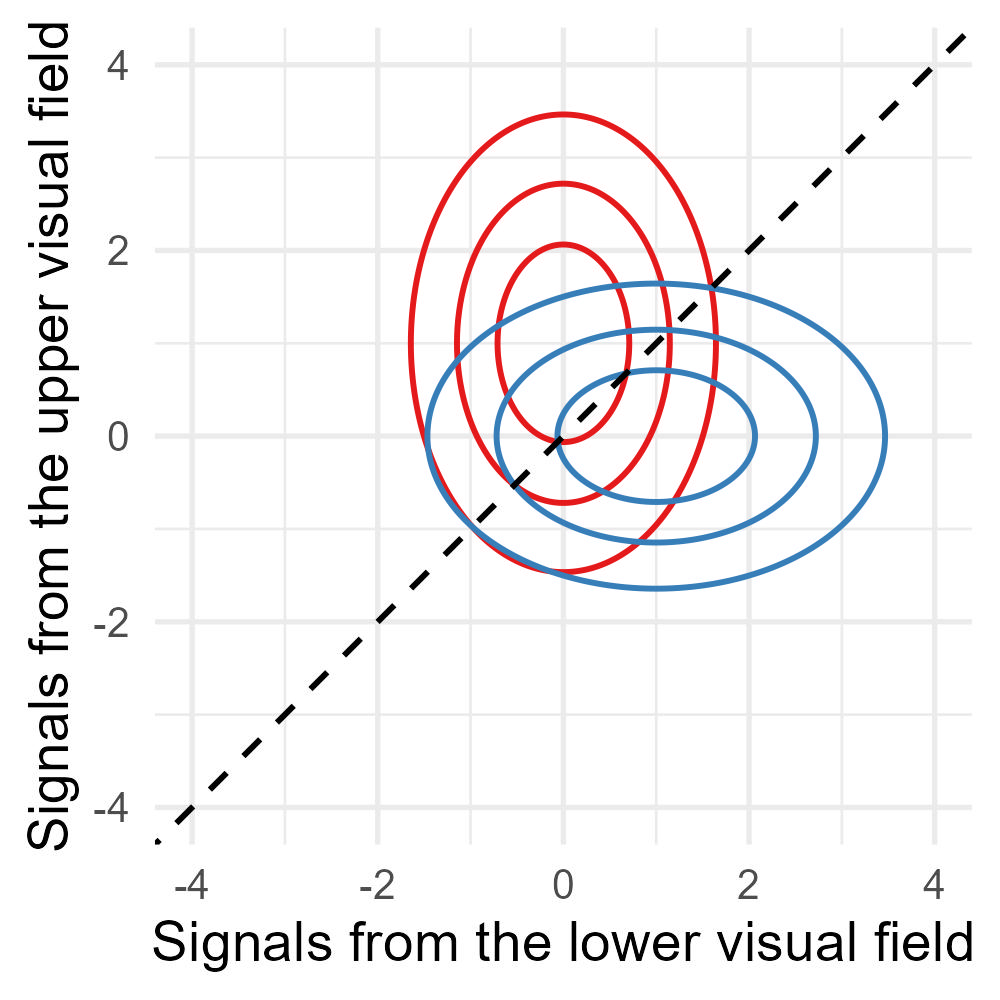 Signals from the upper visual field
4
2
0
-2
-4
-4 -2 0 2 4
Signals from the lower visual field